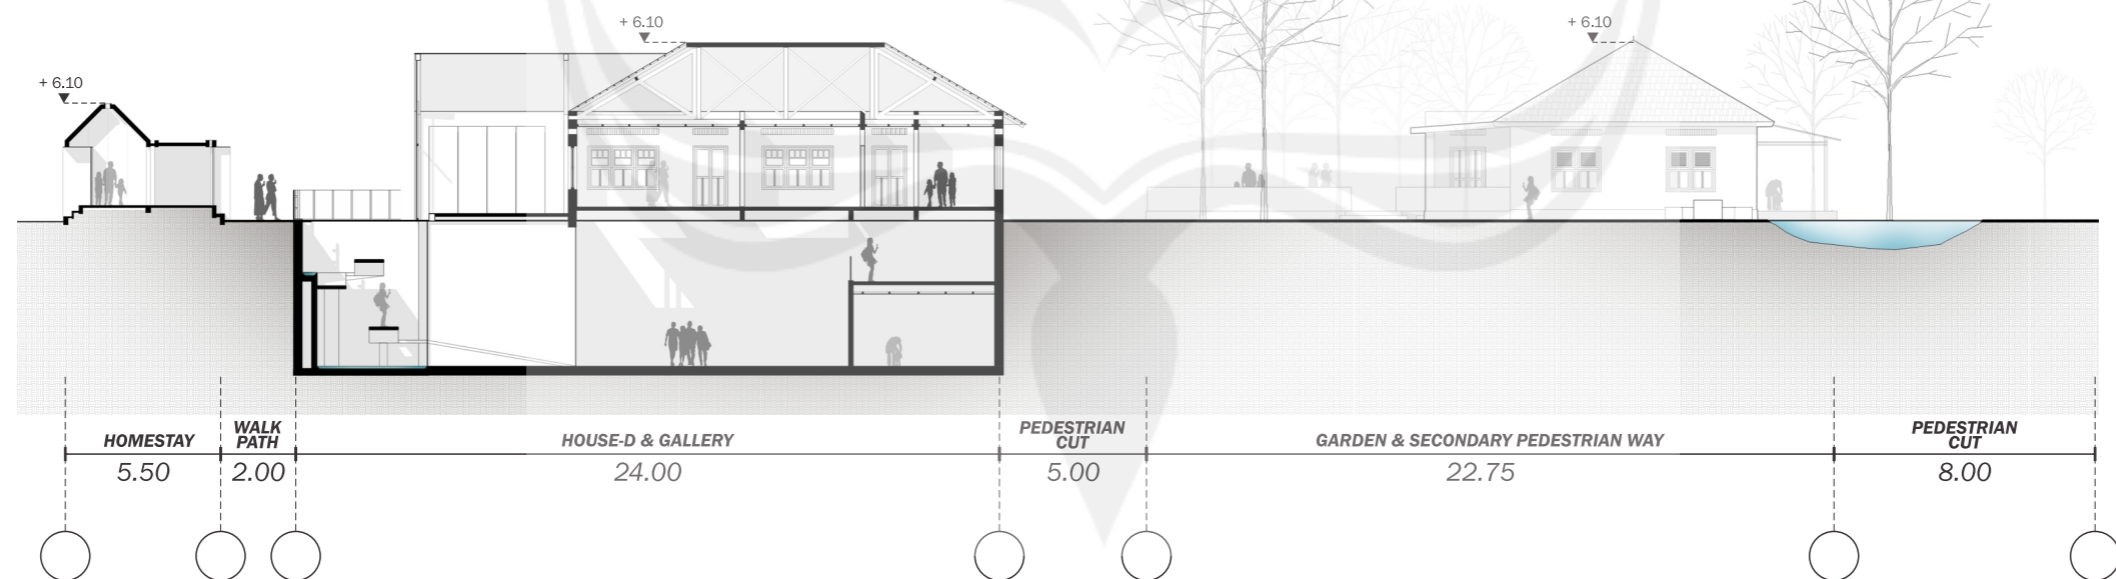 + 6.10
+ 6.10
+ 6.10
HOMESTAY
WALK
PATH
HOUSE-D & GALLERY
PEDESTRIAN
CUT
GARDEN & SECONDARY PEDESTRIAN WAY
PEDESTRIAN
CUT
5.50
2.00
24.00
5.00
22.75
8.00